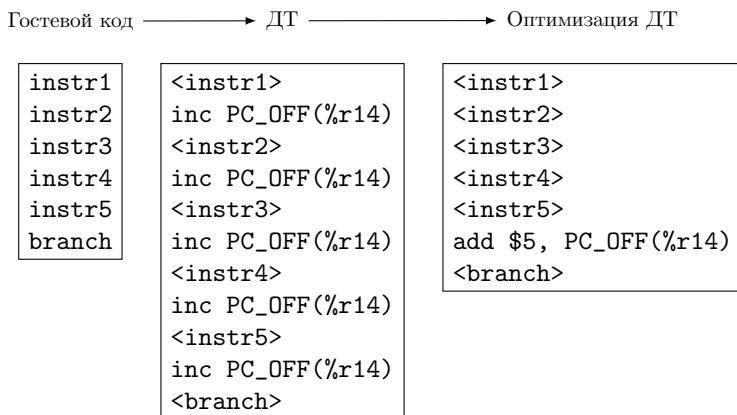 Гостевой код ДТ Оптимизация ДТ
instr1
instr2
instr3
instr4
instr5
branch
<instr1>
inc PC_OFF(%r14)
<instr2>
inc PC_OFF(%r14)
<instr3>
inc PC_OFF(%r14)
<instr4>
inc PC_OFF(%r14)
<instr5>
inc PC_OFF(%r14)
<branch>
<instr1>
<instr2>
<instr3>
<instr4>
<instr5>
add $5, PC_OFF(%r14)
<branch>